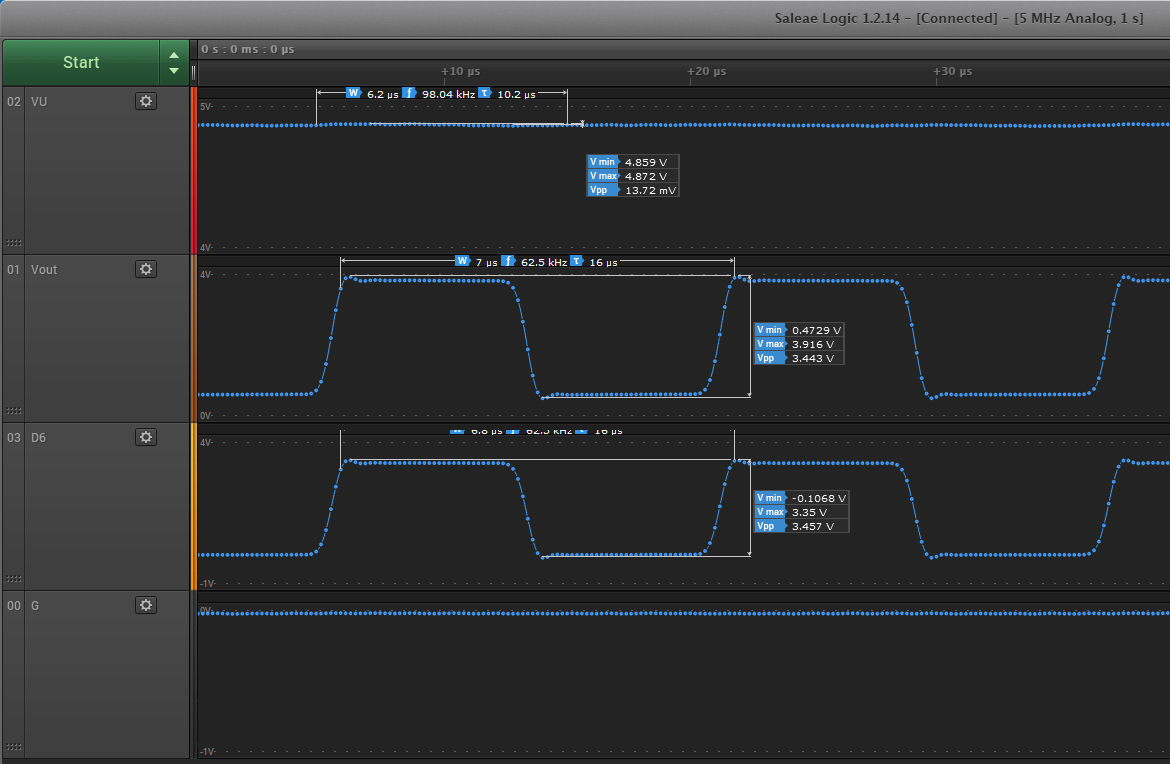 Saleae Logic 1.2.14 - [Connected] - [5 MHz Analog, 1 s]
Start
0 s : 0 ms : 0 µs
+10 µs +20 µs +30 µs
02 VU
W 6.2 µs f 98.04 kHz T 10.2 µs
5V
V min 4.859 V
V max 4.872 V
Vpp 13.72 mV
4V
01 Vout
W 7 µs f 62.5 kHz T 16 µs
4V
V min 0.4729 V
V max 3.916 V
Vpp 3.443 V
0V
03 D6
W 6.8 µs f 62.5 kHz T 16 µs
4V
V min -0.1068 V
V max 3.35 V
Vpp 3.457 V
-1V
00 G
0V
-1V